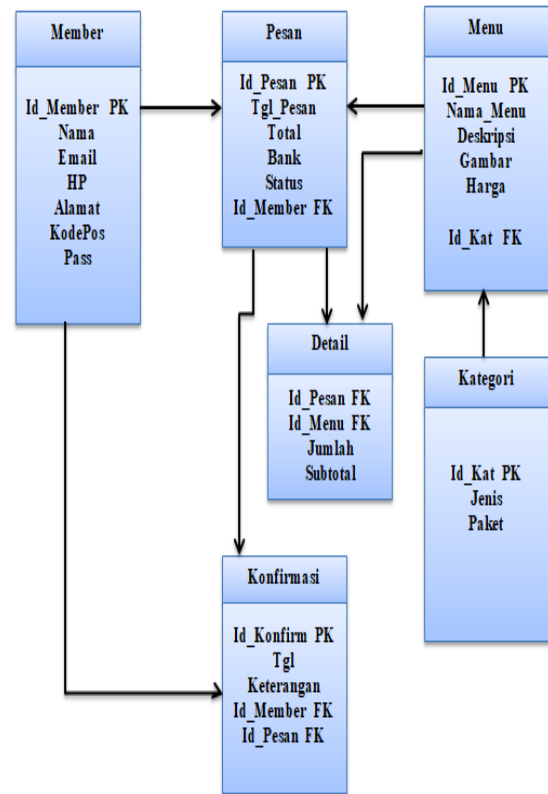 Member
Id_Member PK
Nama
Email
HP
Alamat
KodePos
Pass
Pesan
Id_Pesan PK
Tgl_Pesan
Total
Bank
Status
Id_Member FK
Menu
Id_Menu PK
Nama_Menu
Deskripsi
Gambar
Harga
Id_Kat FK
Detail
Id_Pesan FK
Id_Menu FK
Jumlah
Subtotal
Kategori
Id_Kat PK
Jenis
Paket
Konfirmasi
Id_Konfirm PK
Tgl
Keterangan
Id_Member FK
Id_Pesan FK